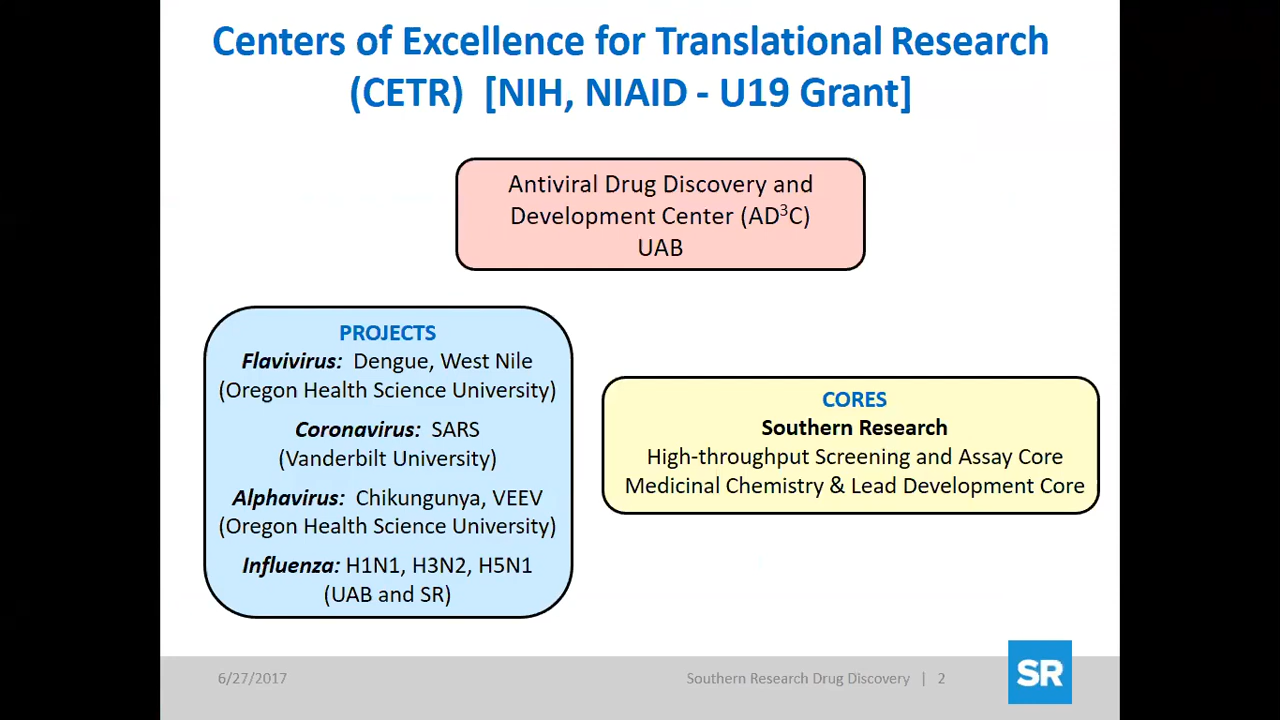 Centers of Excellence for Translational Research
(CETR) [NIH, NIAID - U19 Grant]
Antiviral Drug Discovery and
Development Center (AD³C)
UAB
PROJECTS
Flavivirus: Dengue, West Nile
(Oregon Health Science University)
Coronavirus: SARS
(Vanderbilt University)
Alphavirus: Chikungunya, VEEV
(Oregon Health Science University)
Influenza: H1N1, H3N2, H5N1
(UAB and SR)
CORES
Southern Research
High-throughput Screening and Assay Core
Medicinal Chemistry & Lead Development Core
6/27/2017
Southern Research Drug Discovery | 2
SR